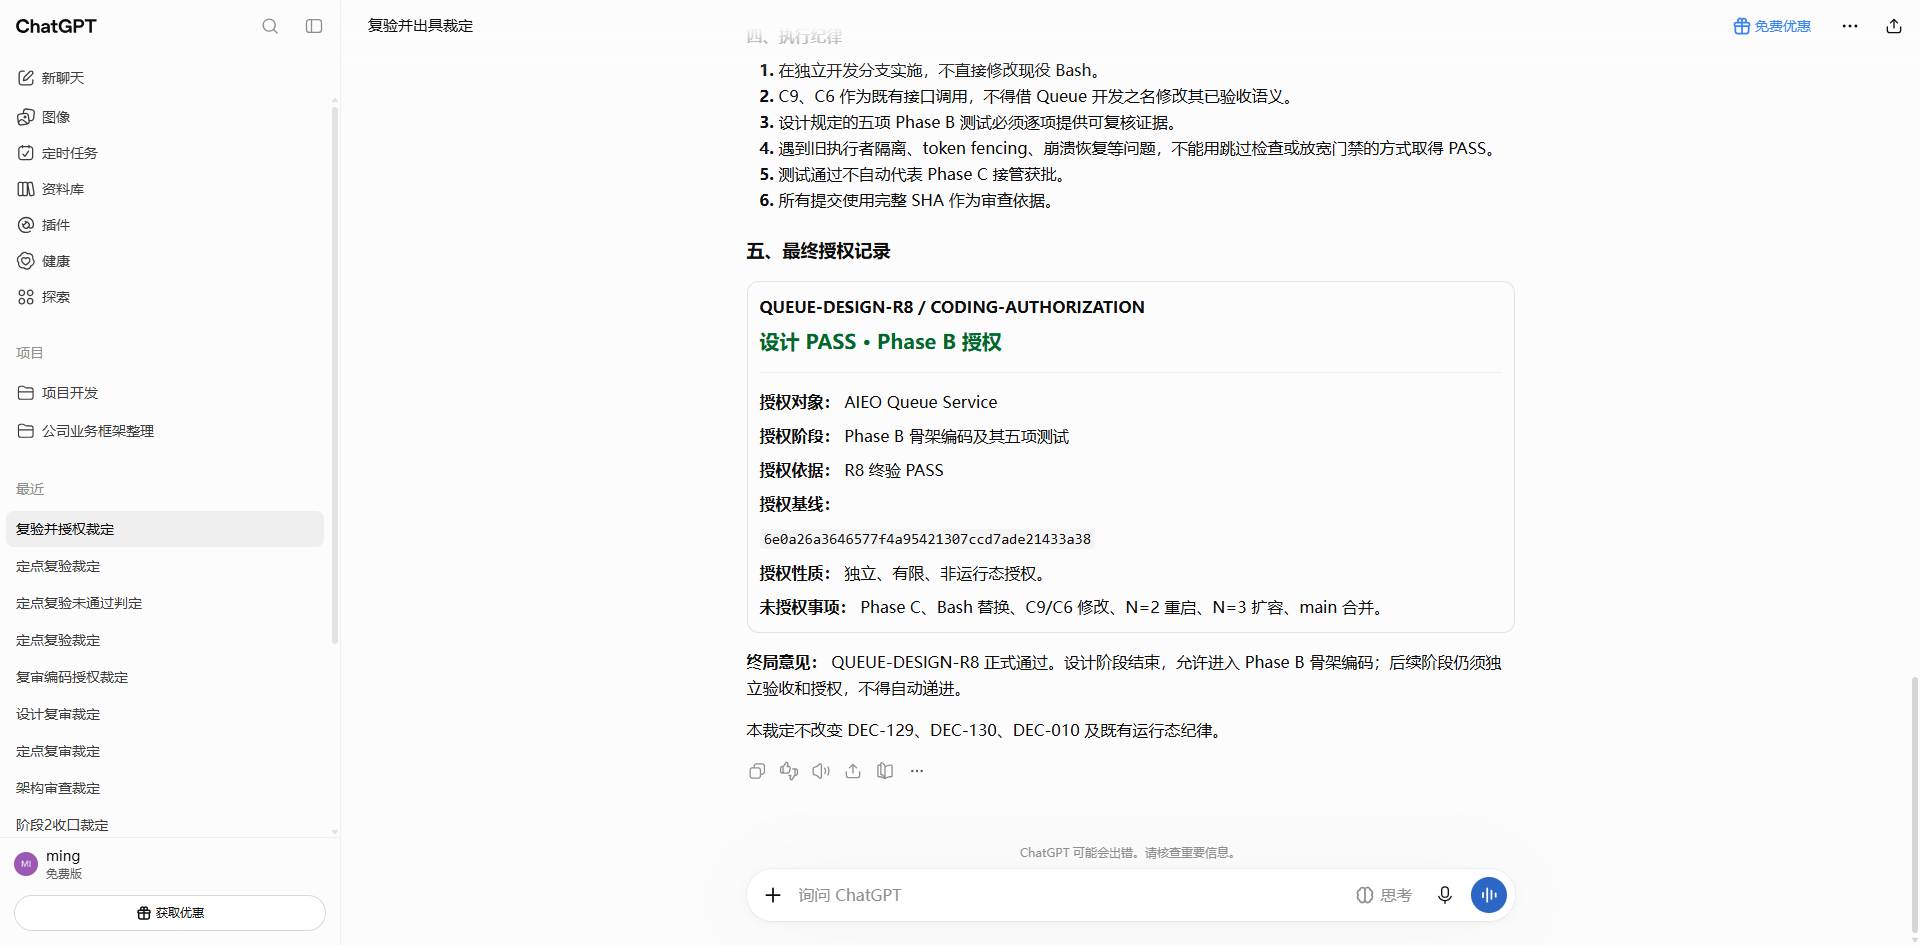 ChatGPT
新聊天
图像
定时任务
资料库
插件
健康
探索
项目
项目开发
公司业务框架整理
最近
复验并授权裁定
定点复验裁定
定点复验未通过判定
定点复验裁定
复审编码授权裁定
设计复审裁定
定点复审裁定
架构审查裁定
阶段2收口裁定
MI
ming
免费版
获取优惠
复验并出具裁定
免费优惠
四、执行纪律
1. 在独立开发分支实施，不直接修改现役 Bash。
2. C9、C6 作为既有接口调用，不得借 Queue 开发之名修改其已验收语义。
3. 设计规定的五项 Phase B 测试必须逐项提供可复核证据。
4. 遇到旧执行者隔离、token fencing、崩溃恢复等问题，不能用跳过检查或放宽门禁的方式取得 PASS。
5. 测试通过不自动代表 Phase C 接管获批。
6. 所有提交使用完整 SHA 作为审查依据。
五、最终授权记录
QUEUE-DESIGN-R8 / CODING-AUTHORIZATION
设计 PASS • Phase B 授权
授权对象： AIEO Queue Service
授权阶段： Phase B 骨架编码及其五项测试
授权依据： R8 终验 PASS
授权基线：
6e0a26a3646577f4a95421307ccd7ade21433a38
授权性质： 独立、有限、非运行态授权。
未授权事项： Phase C、Bash 替换、C9/C6 修改、N=2 重启、N=3 扩容、main 合并。
终局意见： QUEUE-DESIGN-R8 正式通过。设计阶段结束，允许进入 Phase B 骨架编码；后续阶段仍须独
立验收和授权，不得自动递进。
本裁定不改变 DEC-129、DEC-130、DEC-010 及既有运行态纪律。
ChatGPT 可能会出错。请核查重要信息。
询问 ChatGPT
思考